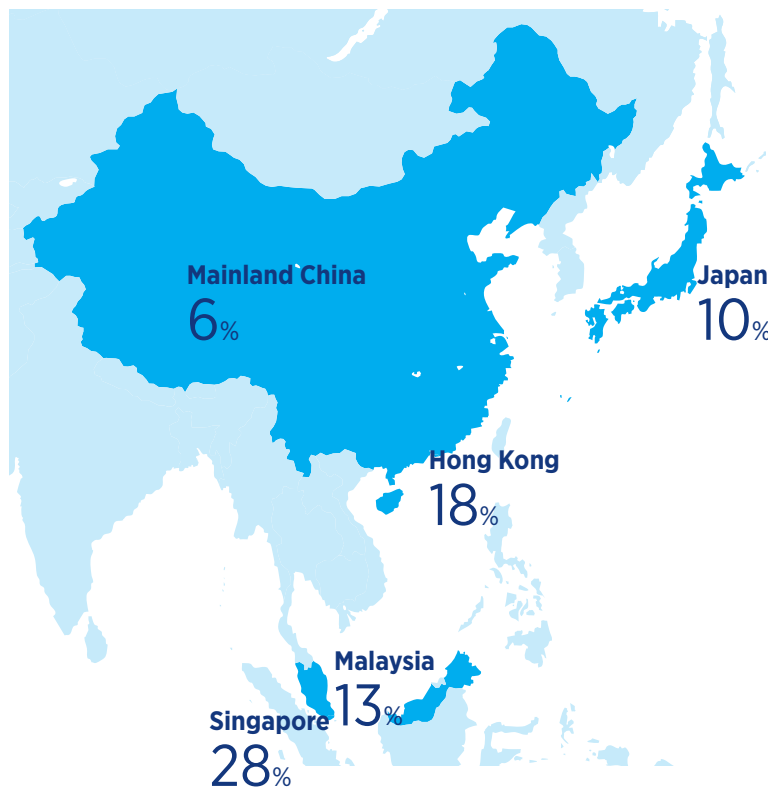 Mainland China
6%
Japan
10%
Hong Kong
18%
Malaysia
13%
Singapore
28%